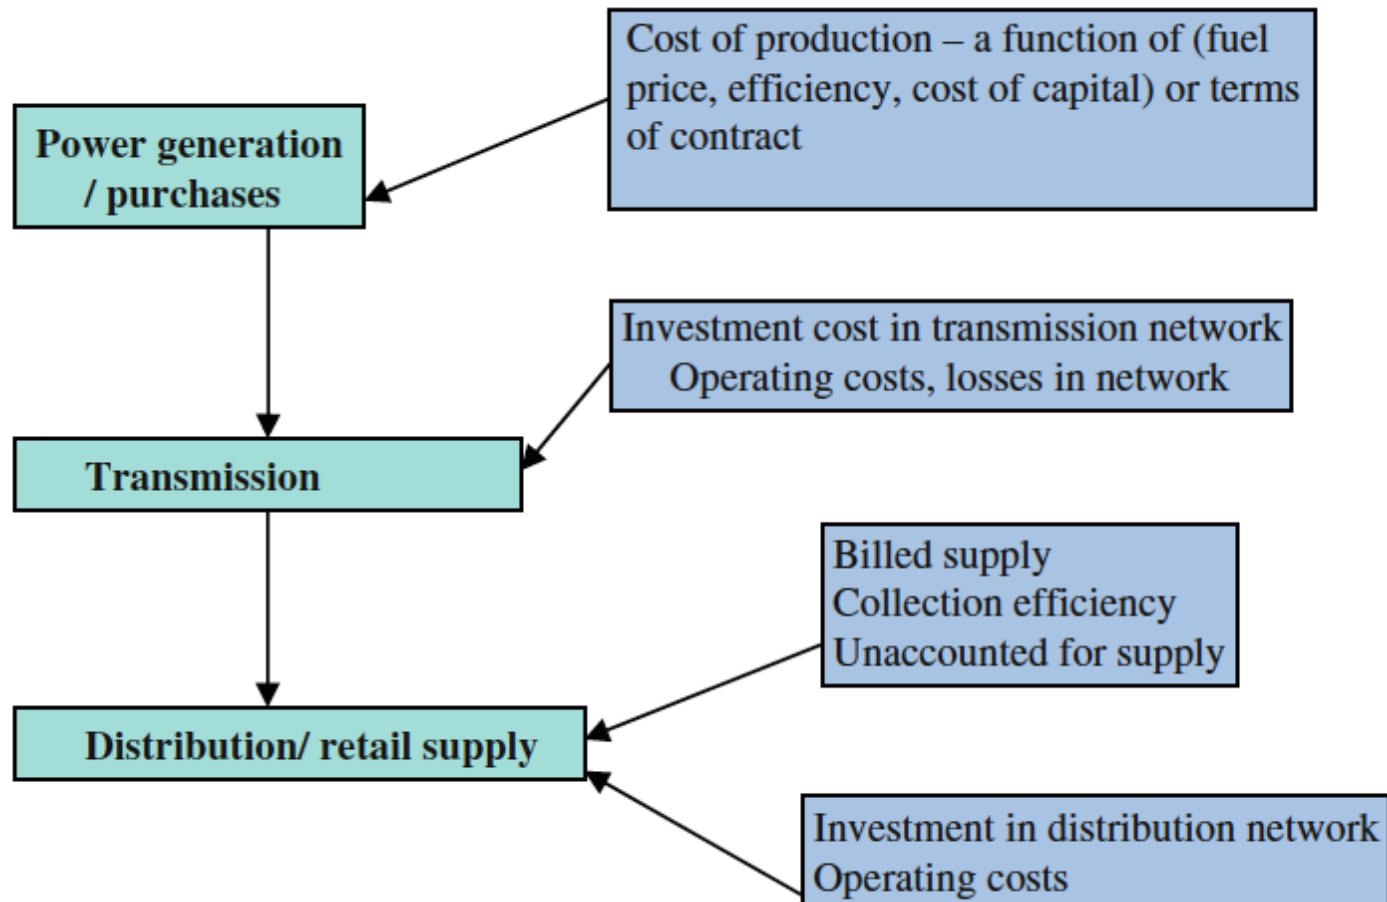 Cost of production – a function of (fuel
price, efficiency, cost of capital) or terms
of contract
Power generation
/ purchases
Investment cost in transmission network
Operating costs, losses in network
Transmission
Billed supply
Collection efficiency
Unaccounted for supply
Distribution/ retail supply
Investment in distribution network
Operating costs